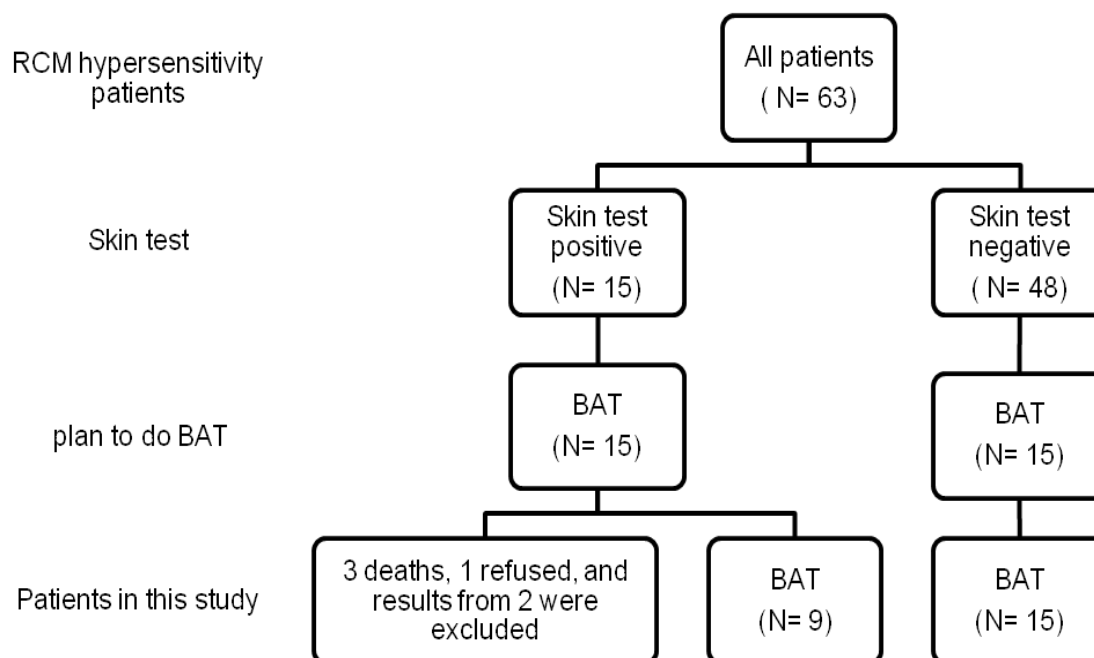 RCM hypersensitivity
patients
All patients
( N= 63)
Skin test
Skin test
positive
(N= 15)
Skin test
negative
( N= 48)
plan to do BAT
BAT
(N= 15)
BAT
(N= 15)
Patients in this study
3 deaths, 1 refused, and
results from 2 were
excluded
BAT
(N= 9)
BAT
(N= 15)